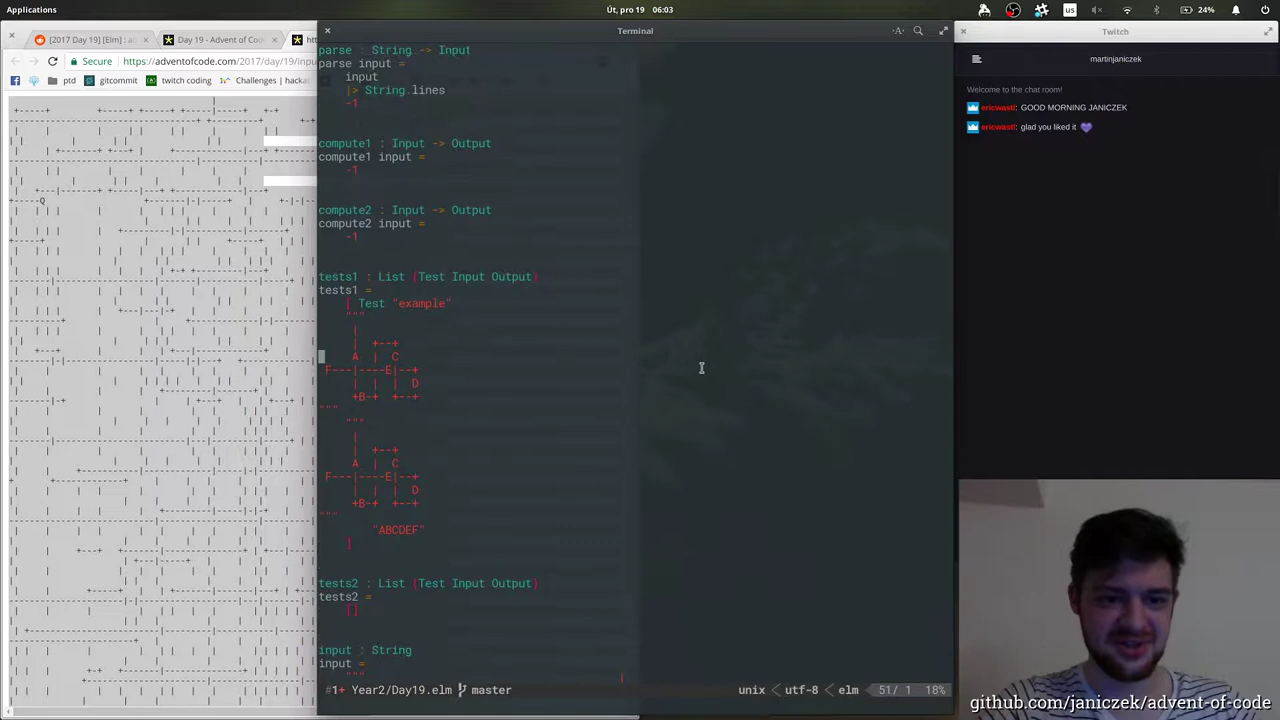 Applications
Út, pro 19 06:03
us
24%
[2017 Day 19] [Elm] : ad
Day 19 - Advent of Code
Terminal
Twitch
Secure https://adventofcode.com/2017/day/19/inpu
ptd
gitcommit
twitch coding
Challenges | hackat
martinjaniczek
Welcome to the chat room!
ericwastl: GOOD MORNING JANICZEK
ericwastl: glad you liked it 💜
parse : String -> Input
parse input =
    input
    |> String.lines
    -1
compute1 : Input -> Output
compute1 input =
    -1
compute2 : Input -> Output
compute2 input =
    -1
tests1 : List (Test Input Output)
tests1 =
    [ Test "example"
    """
     |
     |  +--+
     A  |  C
 F---|----E|--+
     |  |  |  D
     +B-+  +--+
"""
    """
     |
     |  +--+
     A  |  C
 F---|----E|--+
     |  |  |  D
     +B-+  +--+
"""
        "ABCDEF"
    ]
tests2 : List (Test Input Output)
tests2 =
    []
input : String
input =
    """
#1+ Year2/Day19.elm master
unix < utf-8 < elm 51/ 1 18%
github.com/janiczek/advent-of-code